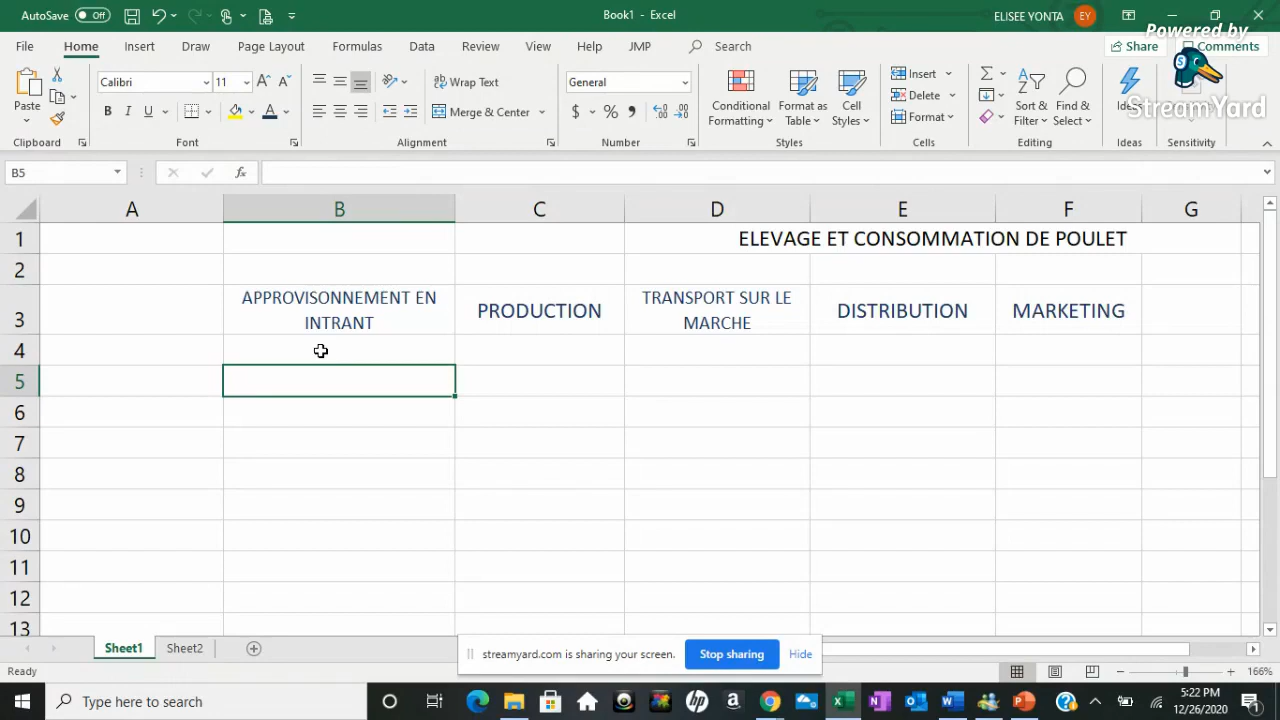 AutoSave Off Book1 - Excel ELISEE YONTA EY
Powered by
StreamYard
File Home Insert Draw Page Layout Formulas Data Review View Help JMP Search Share Comments
Paste Calibri 11 Wrap Text General Conditional Formatting Format as Table Cell Styles Insert Sort & Filter Find & Select
B I U Merge & Center $ % Delete
Format
Clipboard Font Alignment Number Styles Cells Editing Ideas Sensitivity
B5 fx
A B C D E F G
1 ELEVAGE ET CONSOMMATION DE POULET
2
3 APPROVISONNEMENT EN INTRANT PRODUCTION TRANSPORT SUR LE MARCHE DISTRIBUTION MARKETING
4
5
6
7
8
9
10
11
12
13
Sheet1 Sheet2
streamyard.com is sharing your screen. Stop sharing Hide
Ready 166%
Type here to search 5:22 PM
12/26/2020